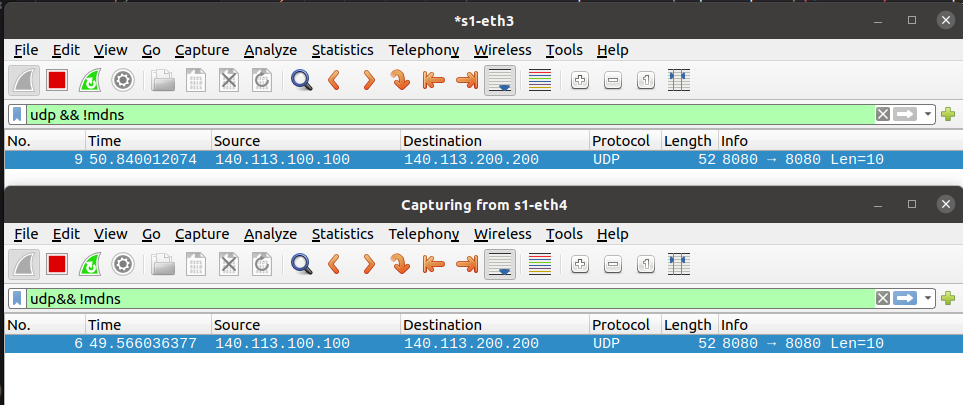 *s1-eth3
File Edit View Go Capture Analyze Statistics Telephony Wireless Tools Help
udp && !mdns
No. Time Source Destination Protocol Length Info
9 50.840012074 140.113.100.100 140.113.200.200 UDP 52 8080 → 8080 Len=10
Capturing from s1-eth4
File Edit View Go Capture Analyze Statistics Telephony Wireless Tools Help
udp&& !mdns
No. Time Source Destination Protocol Length Info
6 49.566036377 140.113.100.100 140.113.200.200 UDP 52 8080 → 8080 Len=10